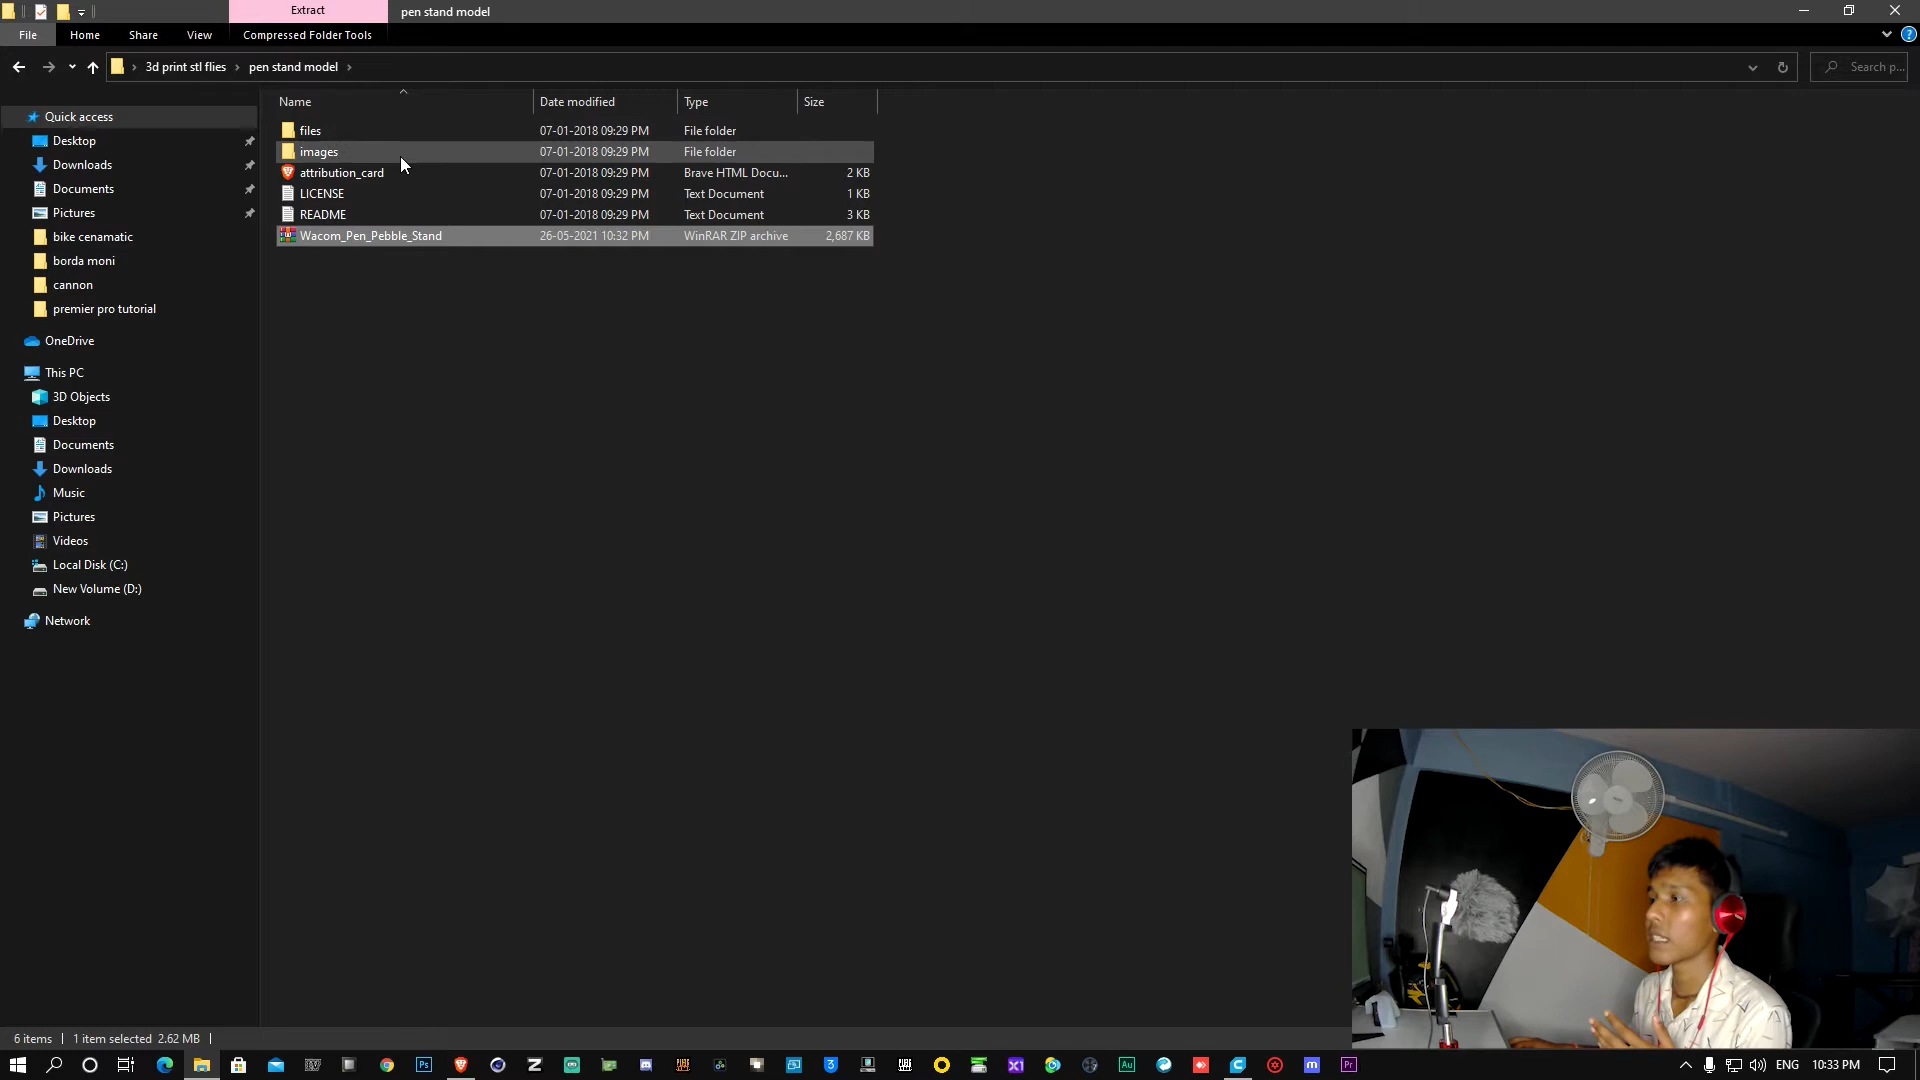 Extract
pen stand model
File
Home
Share
View
Compressed Folder Tools
3d print stl flies
pen stand model
Search p...
Name
Date modified
Type
Size
Quick access
Desktop
Downloads
Documents
Pictures
bike cenamatic
borda moni
cannon
premier pro tutorial
OneDrive
This PC
3D Objects
Desktop
Documents
Downloads
Music
Pictures
Videos
Local Disk (C:)
New Volume (D:)
Network
files 07-01-2018 09:29 PM File folder
images 07-01-2018 09:29 PM File folder
attribution_card 07-01-2018 09:29 PM Brave HTML Docu... 2 KB
LICENSE 07-01-2018 09:29 PM Text Document 1 KB
README 07-01-2018 09:29 PM Text Document 3 KB
Wacom_Pen_Pebble_Stand 26-05-2021 10:32 PM WinRAR ZIP archive 2,687 KB
6 items
1 item selected 2.62 MB
Ps
X1
Au
Pr
ENG
10:33 PM